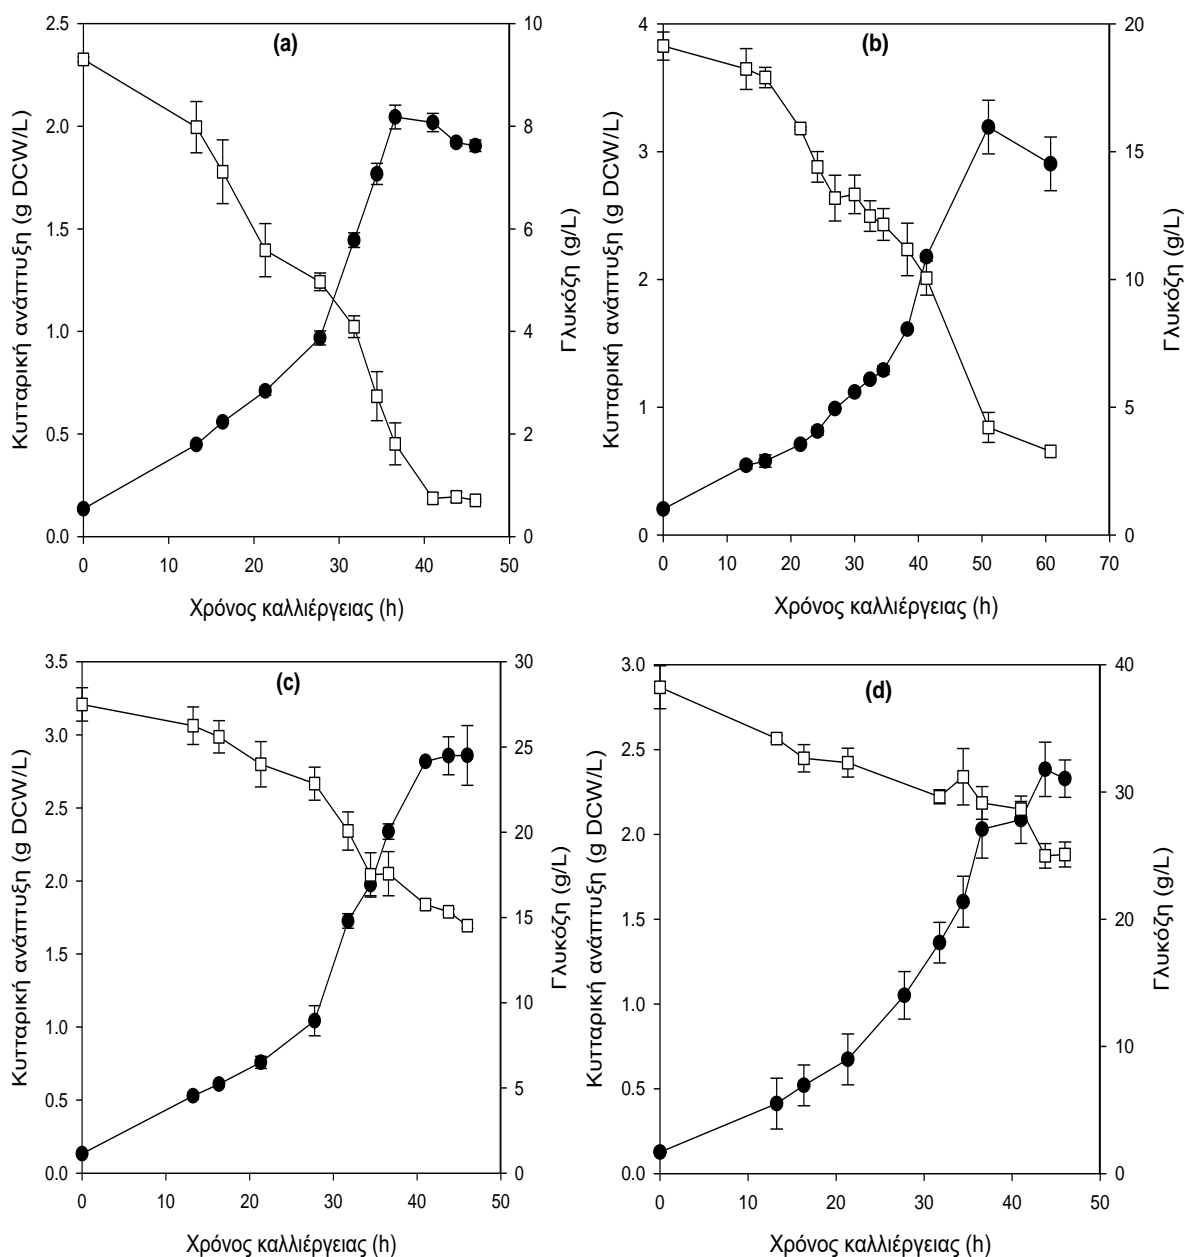 (a)
Κυτταρική ανάπτυξη (g DCW/L)
2.5
2.0
1.5
1.0
0.5
0.0
10
8
6
4
2
0
Γλυκόζη (g/L)
0 10 20 30 40 50
Χρόνος καλλιέργειας (h)
(b)
Κυτταρική ανάπτυξη (g DCW/L)
4
3
2
1
0
20
15
10
5
0
Γλυκόζη (g/L)
0 10 20 30 40 50 60 70
Χρόνος καλλιέργειας (h)
(c)
Κυτταρική ανάπτυξη (g DCW/L)
3.5
3.0
2.5
2.0
1.5
1.0
0.5
0.0
30
25
20
15
10
5
0
Γλυκόζη (g/L)
0 10 20 30 40 50
Χρόνος καλλιέργειας (h)
(d)
Κυτταρική ανάπτυξη (g DCW/L)
3.0
2.5
2.0
1.5
1.0
0.5
0.0
40
30
20
10
0
Γλυκόζη (g/L)
0 10 20 30 40 50
Χρόνος καλλιέργειας (h)